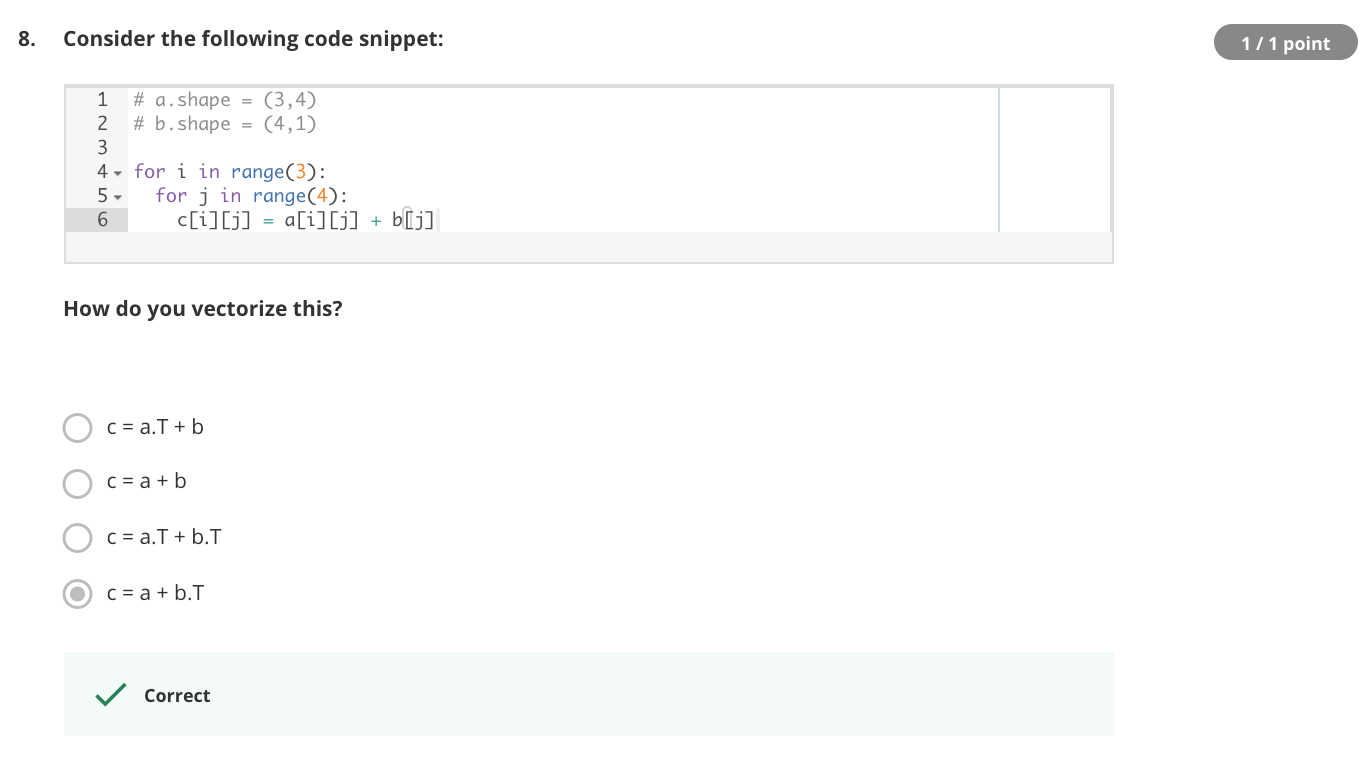 8. Consider the following code snippet:
1 / 1 point
1 # a.shape = (3,4)
2 # b.shape = (4,1)
3
4 for i in range(3):
5   for j in range(4):
6     c[i][j] = a[i][j] + b[j]
How do you vectorize this?
c = a.T + b
c = a + b
c = a.T + b.T
c = a + b.T
Correct